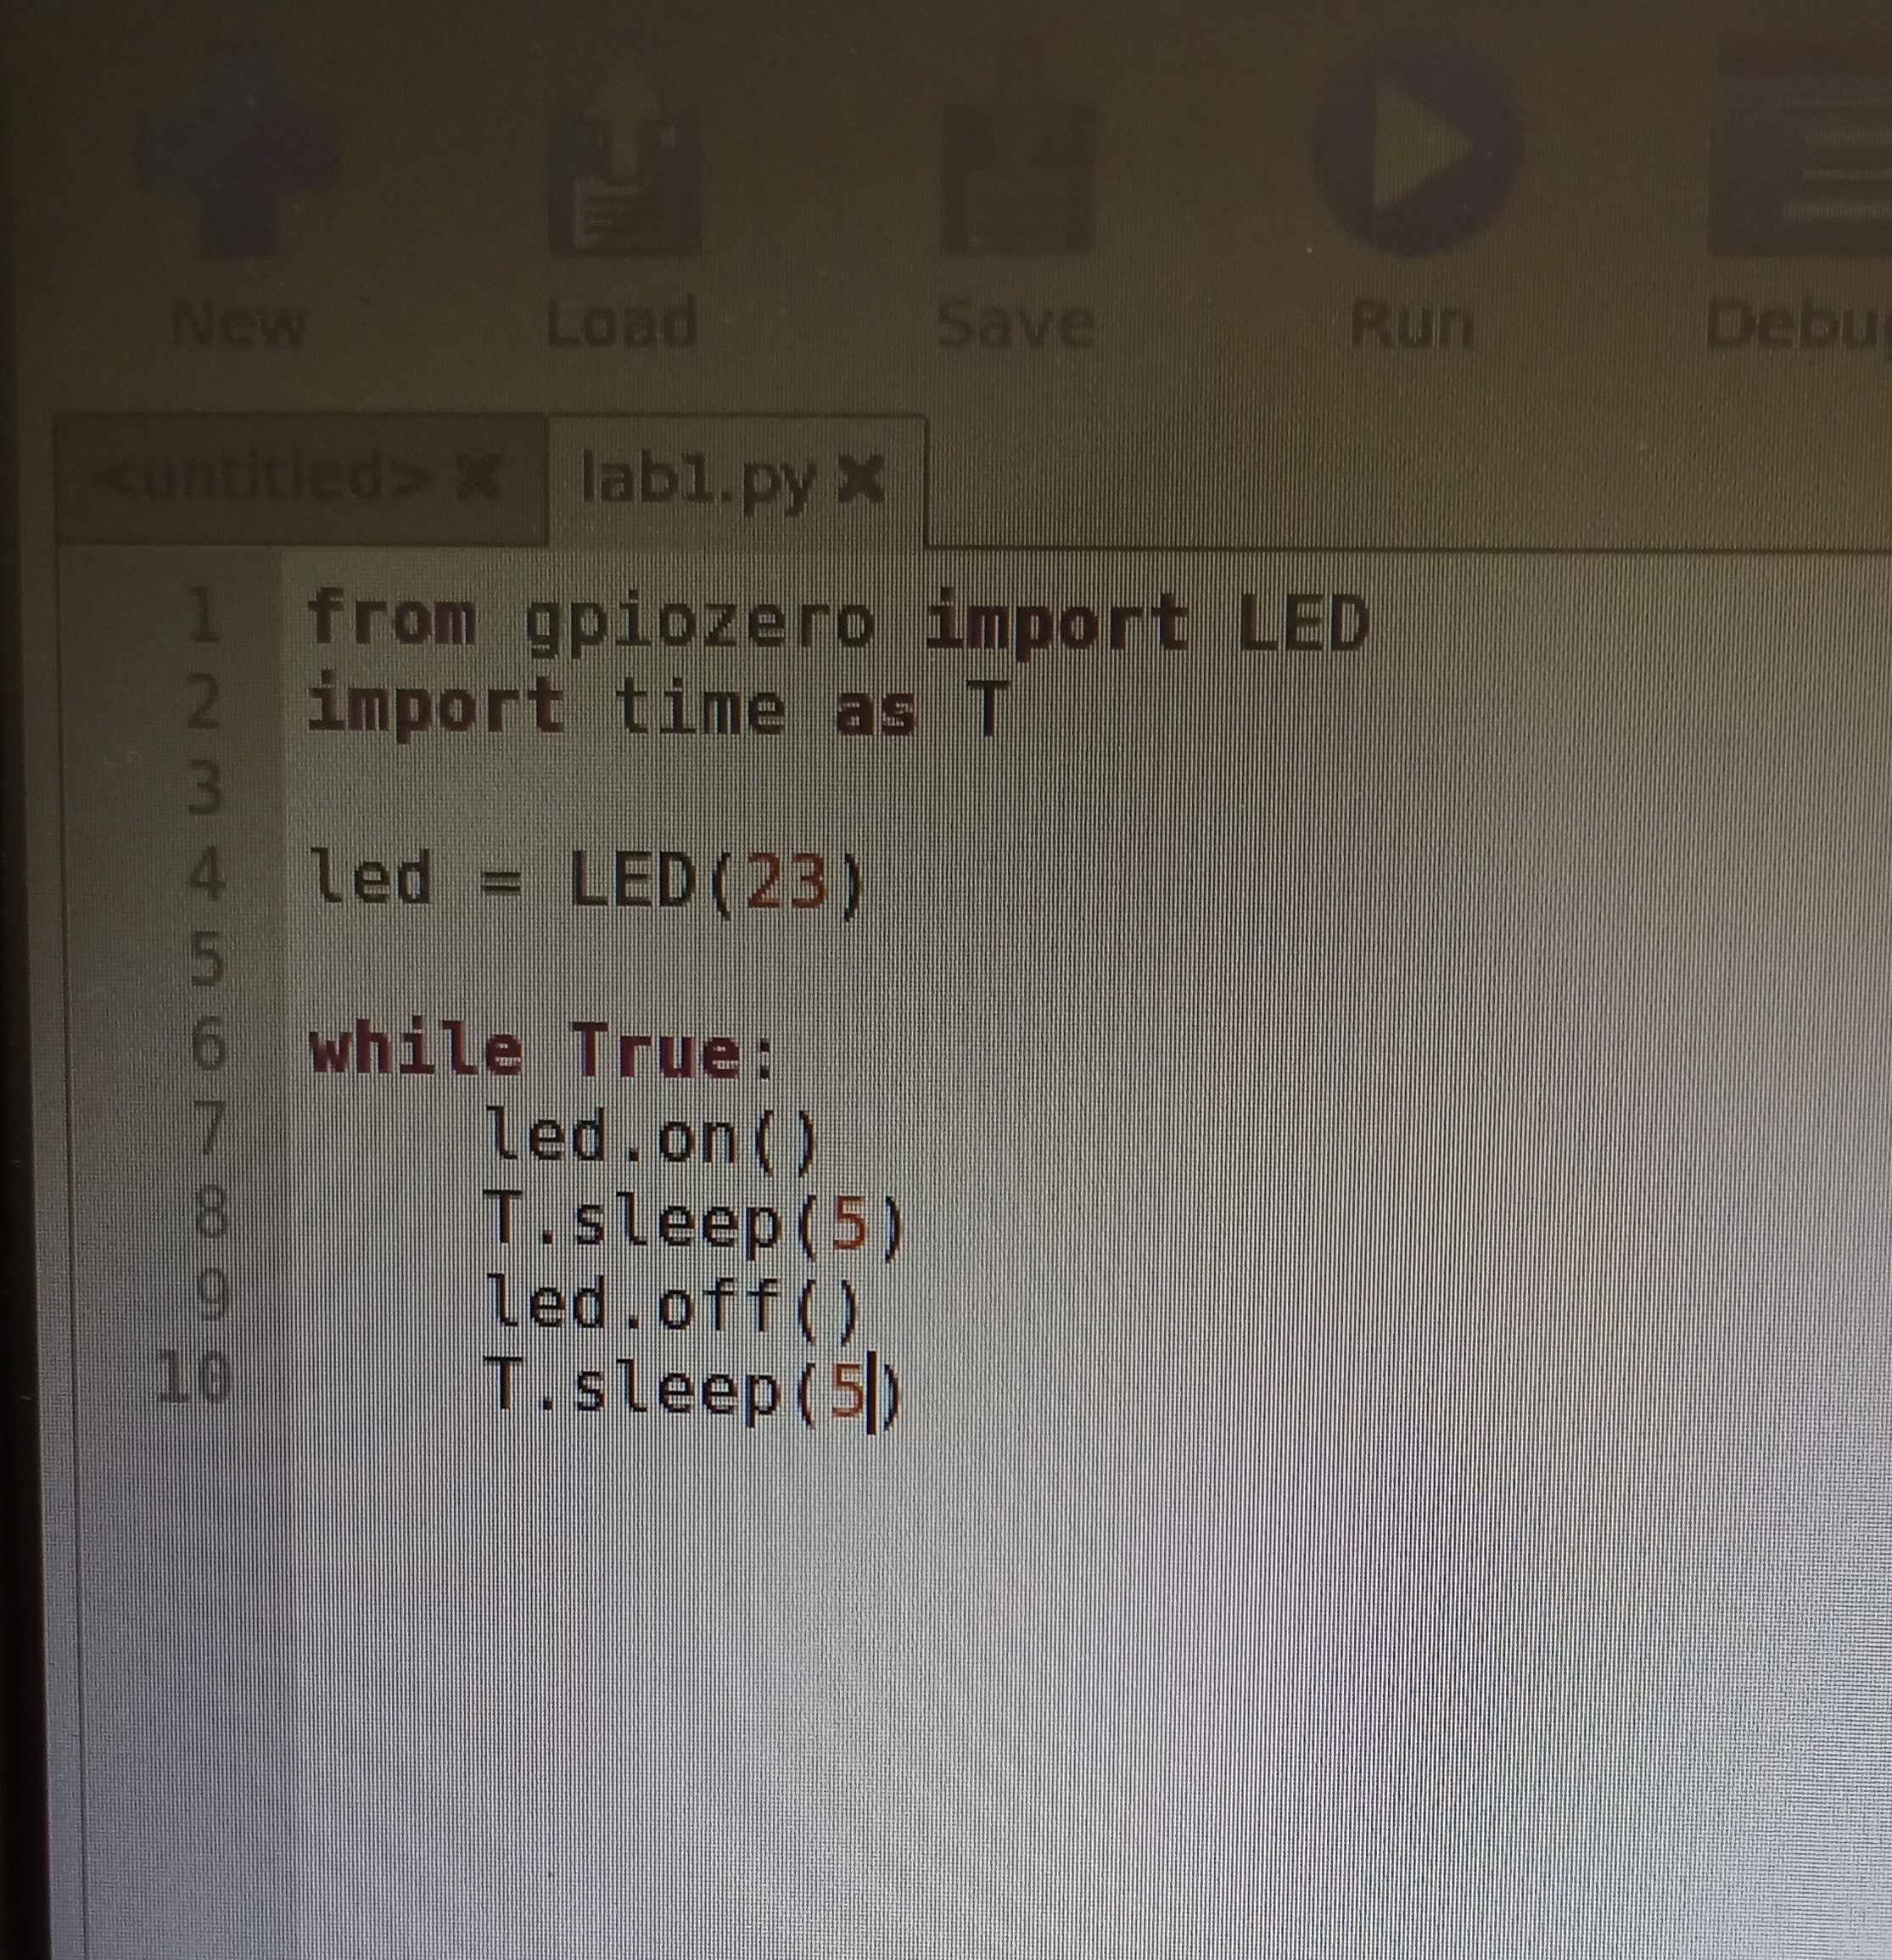 New Load Save Run Debu
<untitled> lab1.py
1 from gpiozero import LED
2 import time as T
3
4 led = LED(23)
5
6 while True:
7     led.on()
8     T.sleep(5)
9     led.off()
10     T.sleep(5)